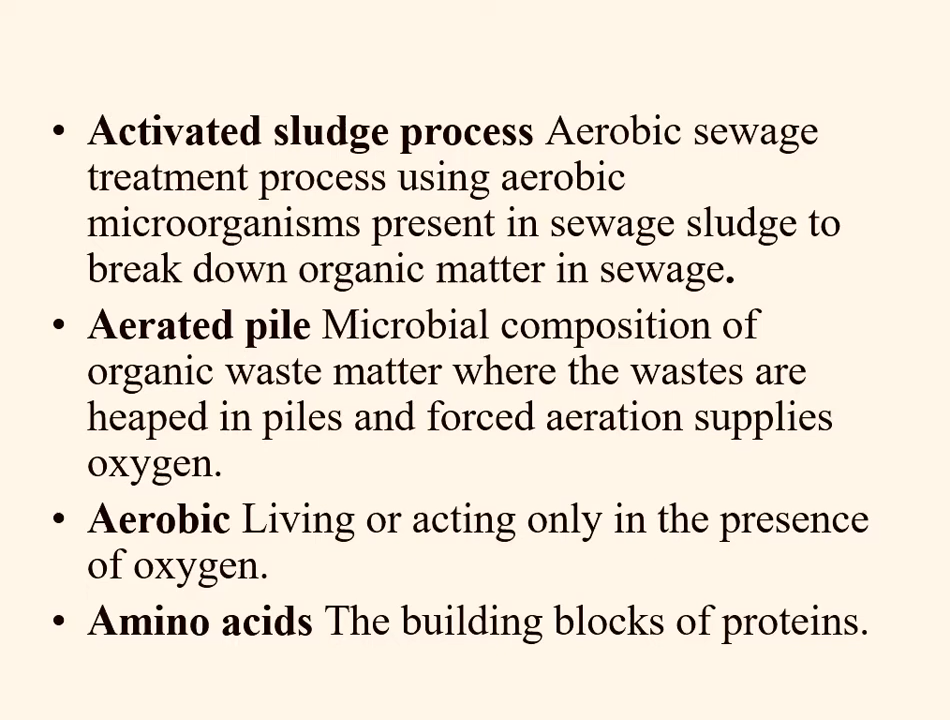 • Activated sludge process Aerobic sewage
treatment process using aerobic
microorganisms present in sewage sludge to
break down organic matter in sewage.
• Aerated pile Microbial composition of
organic waste matter where the wastes are
heaped in piles and forced aeration supplies
oxygen.
• Aerobic Living or acting only in the presence
of oxygen.
• Amino acids The building blocks of proteins.